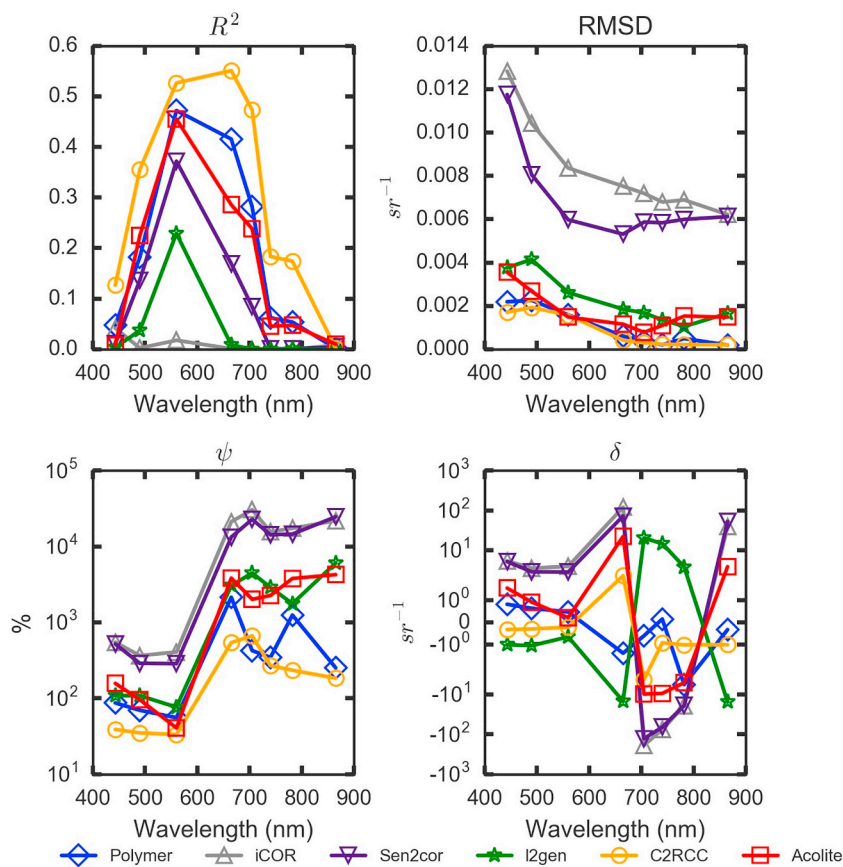 R²
RMSD
0.6
0.5
0.4
0.3
0.2
0.1
0.0
400 500 600 700 800 900
Wavelength (nm)
sr⁻¹
0.014
0.012
0.010
0.008
0.006
0.004
0.002
0.000
400 500 600 700 800 900
Wavelength (nm)
ψ
δ
%
10⁵
10⁴
10³
10²
10¹
400 500 600 700 800 900
Wavelength (nm)
sr⁻¹
10³
10²
10¹
10⁰
0
-10⁰
-10¹
-10²
-10³
400 500 600 700 800 900
Wavelength (nm)
Polymer iCOR Sen2cor l2gen C2RCC Acolite